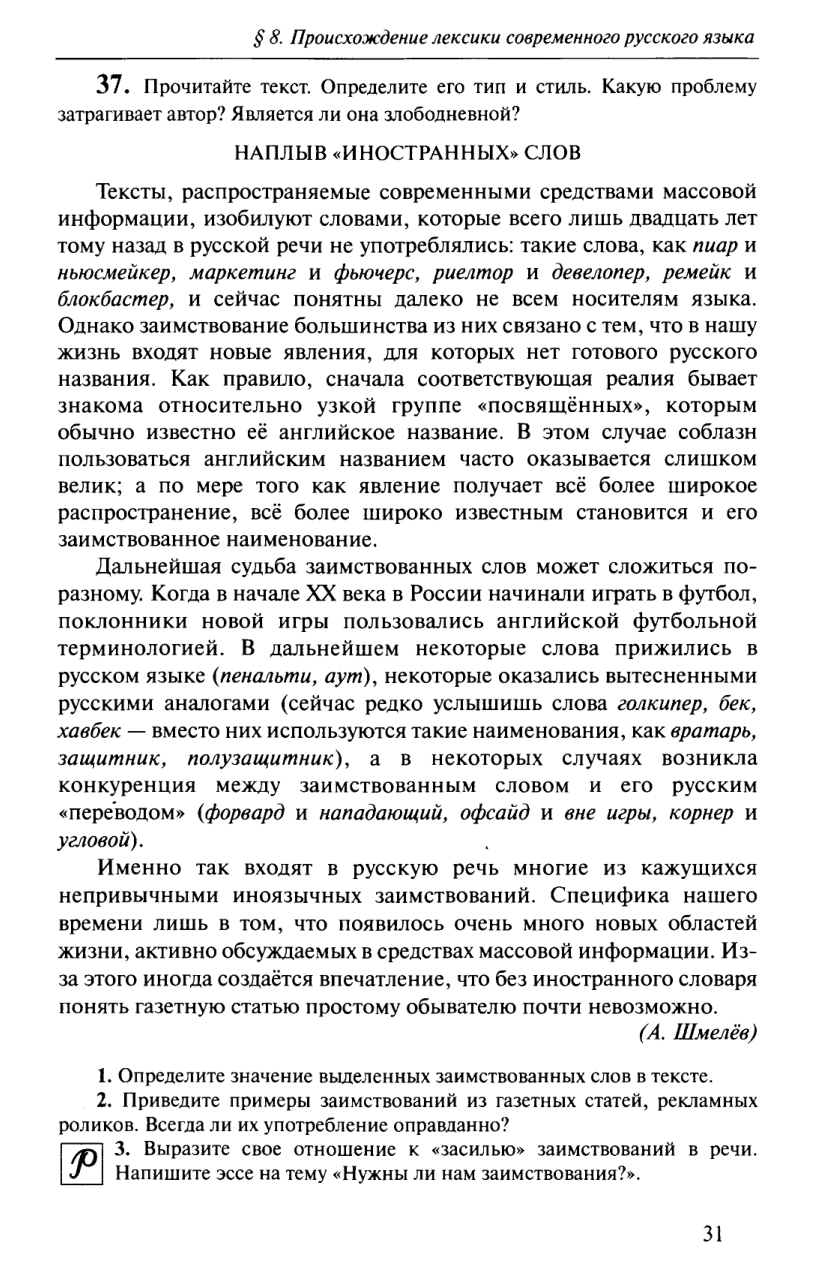 § 8. Происхождение лексики современного русского языка
37. Прочитайте текст. Определите его тип и стиль. Какую проблему
затрагивает автор? Является ли она злободневной?
НАПЛЫВ «ИНОСТРАННЫХ» СЛОВ
Тексты, распространяемые современными средствами массовой
информации, изобилуют словами, которые всего лишь двадцать лет
тому назад в русской речи не употреблялись: такие слова, как пиар и
ньюсмейкер, маркетинг и фьючерс, риелтор и девелопер, ремейк и
блокбастер, и сейчас понятны далеко не всем носителям языка.
Однако заимствование большинства из них связано с тем, что в нашу
жизнь входят новые явления, для которых нет готового русского
названия. Как правило, сначала соответствующая реалия бывает
знакома относительно узкой группе «посвящённых», которым
обычно известно её английское название. В этом случае соблазн
пользоваться английским названием часто оказывается слишком
велик; а по мере того как явление получает всё более широкое
распространение, всё более широко известным становится и его
заимствованное наименование.
Дальнейшая судьба заимствованных слов может сложиться по-
разному. Когда в начале XX века в России начинали играть в футбол,
поклонники новой игры пользовались английской футбольной
терминологией. В дальнейшем некоторые слова прижились в
русском языке (пенальти, аут), некоторые оказались вытесненными
русскими аналогами (сейчас редко услышишь слова голкипер, бек,
хавбек — вместо них используются такие наименования, как вратарь,
защитник, полузащитник), а в некоторых случаях возникла
конкуренция между заимствованным словом и его русским
«переводом» (форвард и нападающий, офсайд и вне игры, корнер и
угловой).
Именно так входят в русскую речь многие из кажущихся
непривычными иноязычных заимствований. Специфика нашего
времени лишь в том, что появилось очень много новых областей
жизни, активно обсуждаемых в средствах массовой информации. Из-
за этого иногда создаётся впечатление, что без иностранного словаря
понять газетную статью простому обывателю почти невозможно.
(А. Шмелёв)
1. Определите значение выделенных заимствованных слов в тексте.
2. Приведите примеры заимствований из газетных статей, рекламных
роликов. Всегда ли их употребление оправданно?
Р 3. Выразите свое отношение к «засилью» заимствований в речи.
Напишите эссе на тему «Нужны ли нам заимствования?».
31